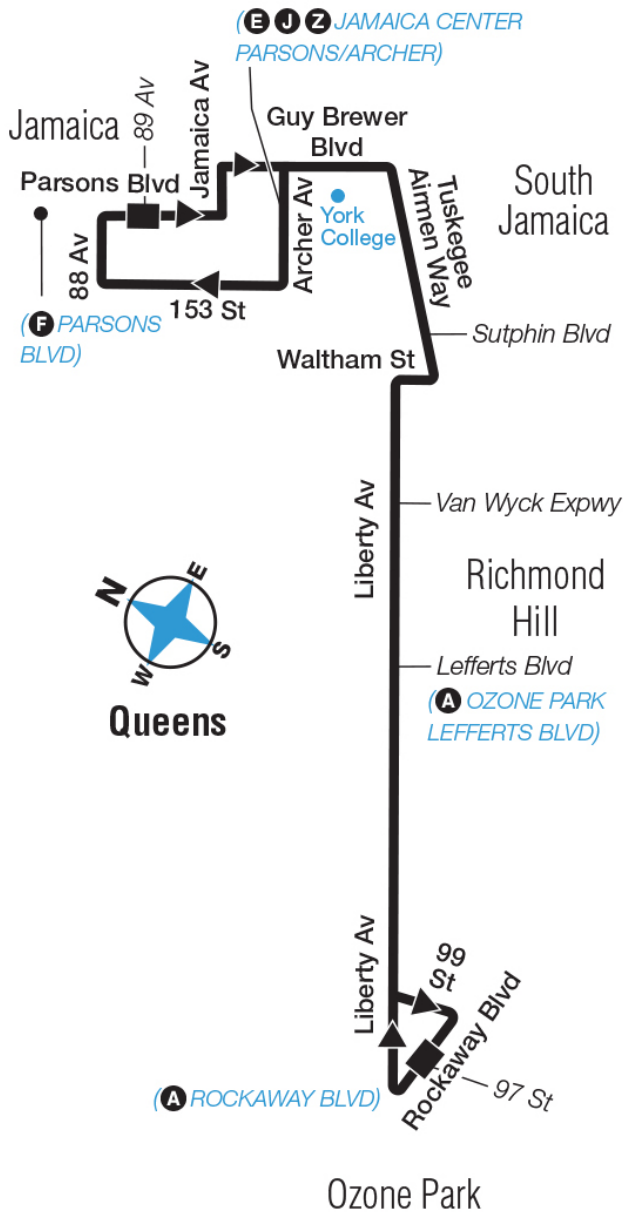 (E J Z JAMAICA CENTER
PARSONS/ARCHER)
Jamaica
89 Av
Jamaica Av
Guy Brewer
Blvd
Parsons Blvd
88 Av
153 St
Archer Av
York
College
Tuskegee
Airmen Way
South
Jamaica
(F PARSONS
BLVD)
Sutphin Blvd
Waltham St
Liberty Av
Van Wyck Expwy
Richmond
Hill
N
E
S
W
Queens
Lefferts Blvd
(A OZONE PARK
LEFFERTS BLVD)
Liberty Av
99
St
Rockaway Blvd
97 St
(A ROCKAWAY BLVD)
Ozone Park